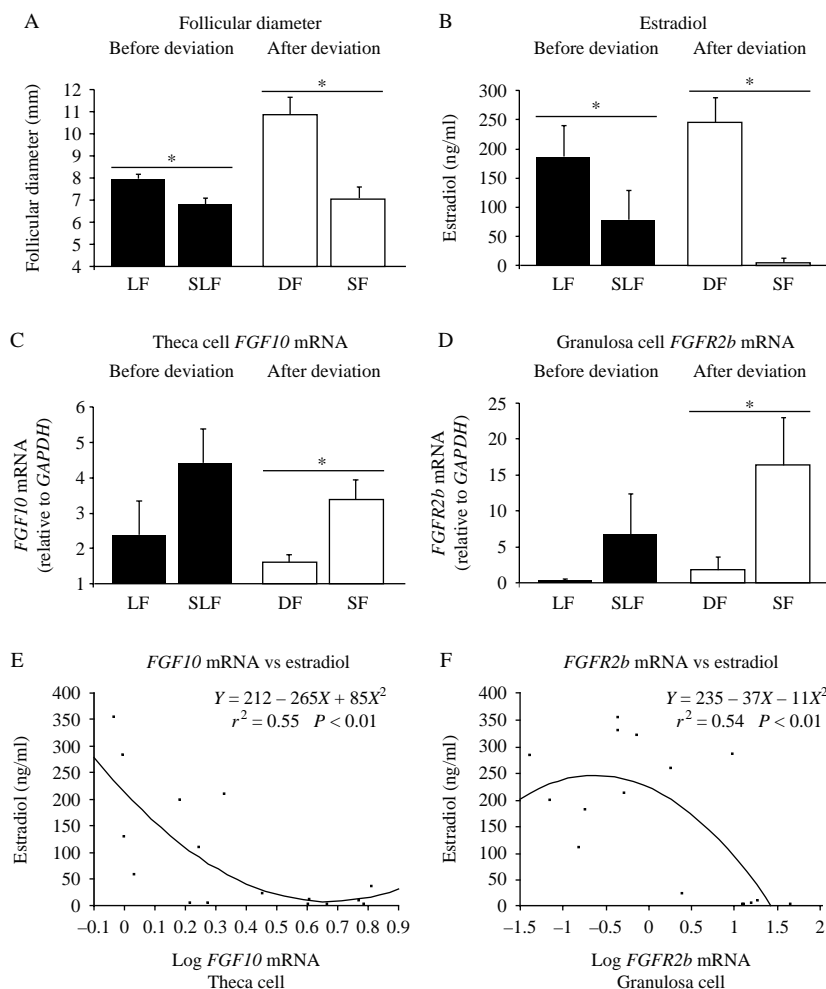 A
Follicular diameter
Before deviation After deviation
Follicular diameter (mm)
12
11
10
9
8
7
6
5
4
*
*
LF SLF DF SF
B
Estradiol
Before deviation After deviation
Estradiol (ng/ml)
300
250
200
150
100
50
0
*
*
LF SLF DF SF
C
Theca cell FGF10 mRNA
Before deviation After deviation
FGF10 mRNA
(relative to GAPDH)
6
5
4
3
2
1
*
LF SLF DF SF
D
Granulosa cell FGFR2b mRNA
Before deviation After deviation
FGFR2b mRNA
(relative to GAPDH)
25
20
15
10
5
0
*
LF SLF DF SF
E
FGF10 mRNA vs estradiol
Y = 212 – 265X + 85X²
r² = 0.55 P < 0.01
Estradiol (ng/ml)
400
350
300
250
200
150
100
50
0
–0.1 0 0.1 0.2 0.3 0.4 0.5 0.6 0.7 0.8 0.9
Log FGF10 mRNA
Theca cell
F
FGFR2b mRNA vs estradiol
Y = 235 – 37X – 11X²
r² = 0.54 P < 0.01
Estradiol (ng/ml)
400
350
300
250
200
150
100
50
0
–1.5 –1 –0.5 0 0.5 1 1.5 2
Log FGFR2b mRNA
Granulosa cell